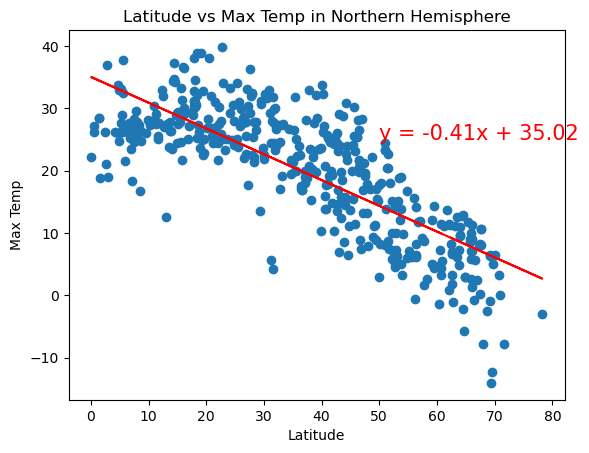 Latitude vs Max Temp in Northern Hemisphere
40
30
20
10
0
−10
Max Temp
y = -0.41x + 35.02
0 10 20 30 40 50 60 70 80
Latitude